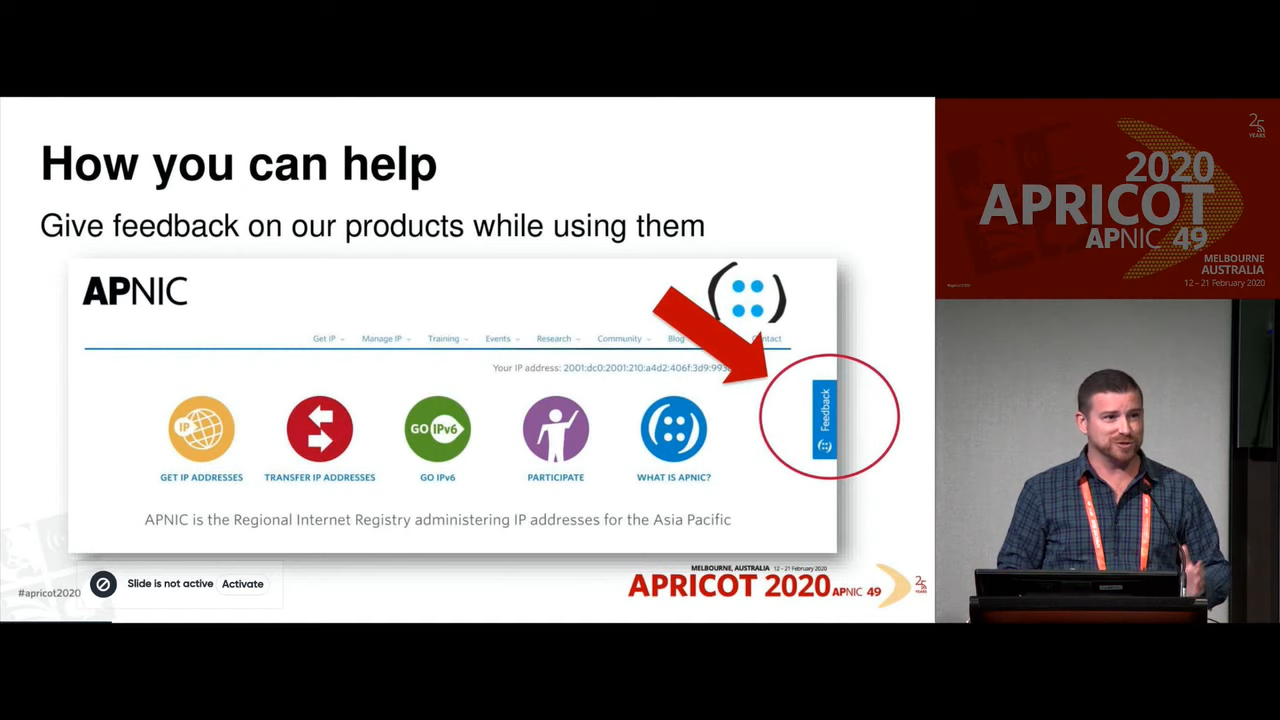 How you can help
Give feedback on our products while using them
APNIC
Get IP Manage IP Training Events Research Community Blog
Your IP address: 2001:dc0:2001:210:a4d2:406f:3d9:993
Feedback
IP
GO IPv6
GET IP ADDRESSES TRANSFER IP ADDRESSES GO IPv6 PARTICIPATE WHAT IS APNIC?
APNIC is the Regional Internet Registry administering IP addresses for the Asia Pacific
#apricot2020
Slide is not active Activate
MELBOURNE, AUSTRALIA 12 – 21 February 2020
APRICOT 2020 APNIC 49
25
YEARS
25
YEARS
2020
APRICOT
APNIC 49
MELBOURNE
AUSTRALIA
12 – 21 February 2020